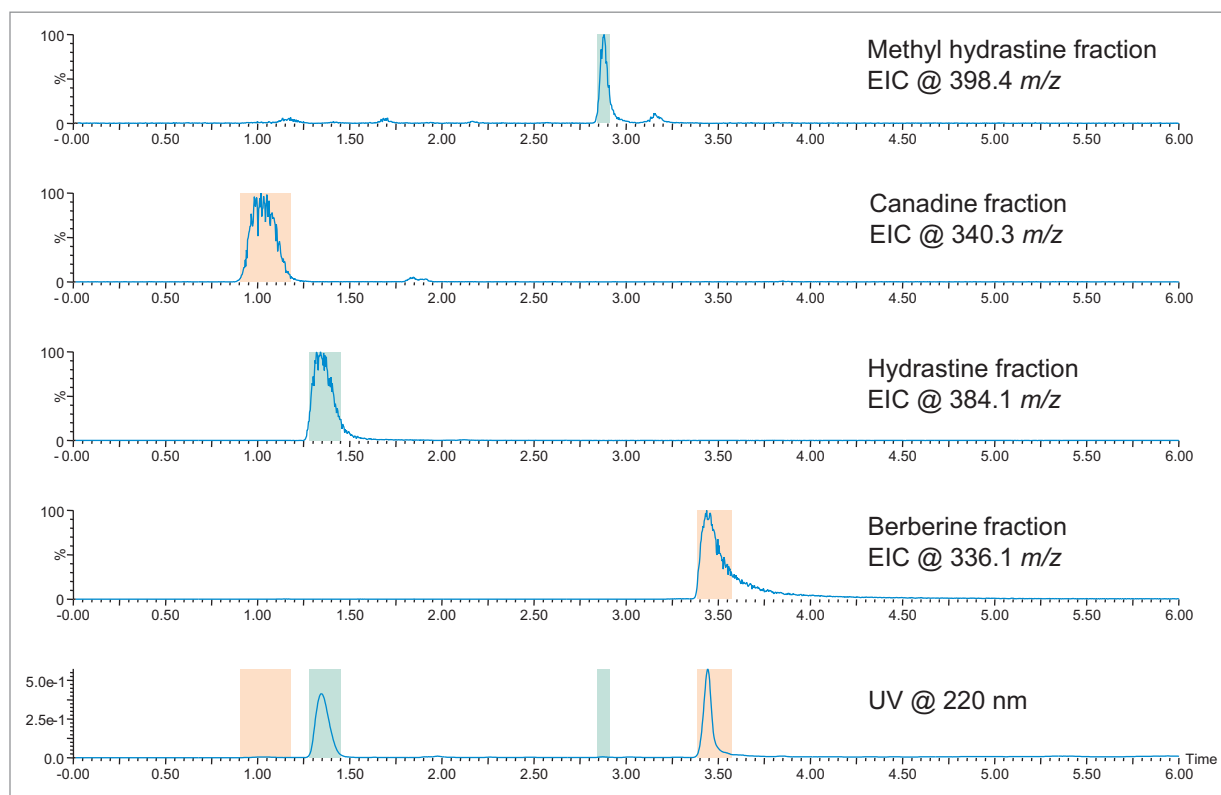 100
%
0
-0.00 0.50 1.00 1.50 2.00 2.50 3.00 3.50 4.00 4.50 5.00 5.50 6.00
Methyl hydrastine fraction
EIC @ 398.4 m/z
100
%
0
-0.00 0.50 1.00 1.50 2.00 2.50 3.00 3.50 4.00 4.50 5.00 5.50 6.00
Canadine fraction
EIC @ 340.3 m/z
100
%
0
-0.00 0.50 1.00 1.50 2.00 2.50 3.00 3.50 4.00 4.50 5.00 5.50 6.00
Hydrastine fraction
EIC @ 384.1 m/z
100
%
0
-0.00 0.50 1.00 1.50 2.00 2.50 3.00 3.50 4.00 4.50 5.00 5.50 6.00
Berberine fraction
EIC @ 336.1 m/z
5.0e-1
2.5e-1
0.0
-0.00 0.50 1.00 1.50 2.00 2.50 3.00 3.50 4.00 4.50 5.00 5.50 6.00
Time
UV @ 220 nm